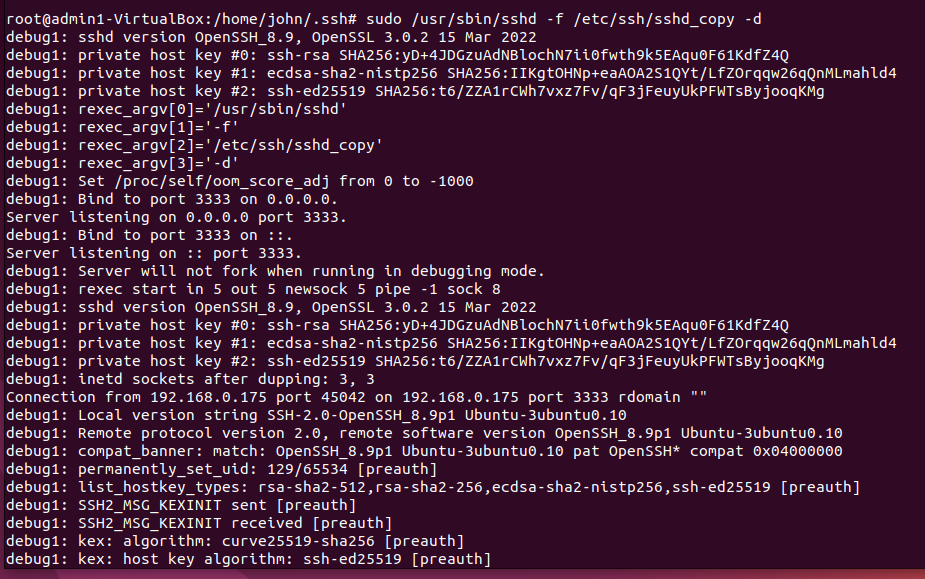 root@admin1-VirtualBox:/home/john/.ssh# sudo /usr/sbin/sshd -f /etc/ssh/sshd_copy -d
debug1: sshd version OpenSSH_8.9, OpenSSL 3.0.2 15 Mar 2022
debug1: private host key #0: ssh-rsa SHA256:yD+4JDGzuAdNBlochN7ii0fwth9k5EAqu0F61KdfZ4Q
debug1: private host key #1: ecdsa-sha2-nistp256 SHA256:IIKgtOHNp+eaAOA2S1QYt/LfZOrqqw26qQnMLmahld4
debug1: private host key #2: ssh-ed25519 SHA256:t6/ZZA1rCWh7vxz7Fv/qF3jFeuyUkPFWTsByjooqKMg
debug1: rexec_argv[0]='/usr/sbin/sshd'
debug1: rexec_argv[1]='-f'
debug1: rexec_argv[2]='/etc/ssh/sshd_copy'
debug1: rexec_argv[3]='-d'
debug1: Set /proc/self/oom_score_adj from 0 to -1000
debug1: Bind to port 3333 on 0.0.0.0.
Server listening on 0.0.0.0 port 3333.
debug1: Bind to port 3333 on ::.
Server listening on :: port 3333.
debug1: Server will not fork when running in debugging mode.
debug1: rexec start in 5 out 5 newsock 5 pipe -1 sock 8
debug1: sshd version OpenSSH_8.9, OpenSSL 3.0.2 15 Mar 2022
debug1: private host key #0: ssh-rsa SHA256:yD+4JDGzuAdNBlochN7ii0fwth9k5EAqu0F61KdfZ4Q
debug1: private host key #1: ecdsa-sha2-nistp256 SHA256:IIKgtOHNp+eaAOA2S1QYt/LfZOrqqw26qQnMLmahld4
debug1: private host key #2: ssh-ed25519 SHA256:t6/ZZA1rCWh7vxz7Fv/qF3jFeuyUkPFWTsByjooqKMg
debug1: inetd sockets after dupping: 3, 3
Connection from 192.168.0.175 port 45042 on 192.168.0.175 port 3333 rdomain ""
debug1: Local version string SSH-2.0-OpenSSH_8.9p1 Ubuntu-3ubuntu0.10
debug1: Remote protocol version 2.0, remote software version OpenSSH_8.9p1 Ubuntu-3ubuntu0.10
debug1: compat_banner: match: OpenSSH_8.9p1 Ubuntu-3ubuntu0.10 pat OpenSSH* compat 0x04000000
debug1: permanently_set_uid: 129/65534 [preauth]
debug1: list_hostkey_types: rsa-sha2-512,rsa-sha2-256,ecdsa-sha2-nistp256,ssh-ed25519 [preauth]
debug1: SSH2_MSG_KEXINIT sent [preauth]
debug1: SSH2_MSG_KEXINIT received [preauth]
debug1: kex: algorithm: curve25519-sha256 [preauth]
debug1: kex: host key algorithm: ssh-ed25519 [preauth]